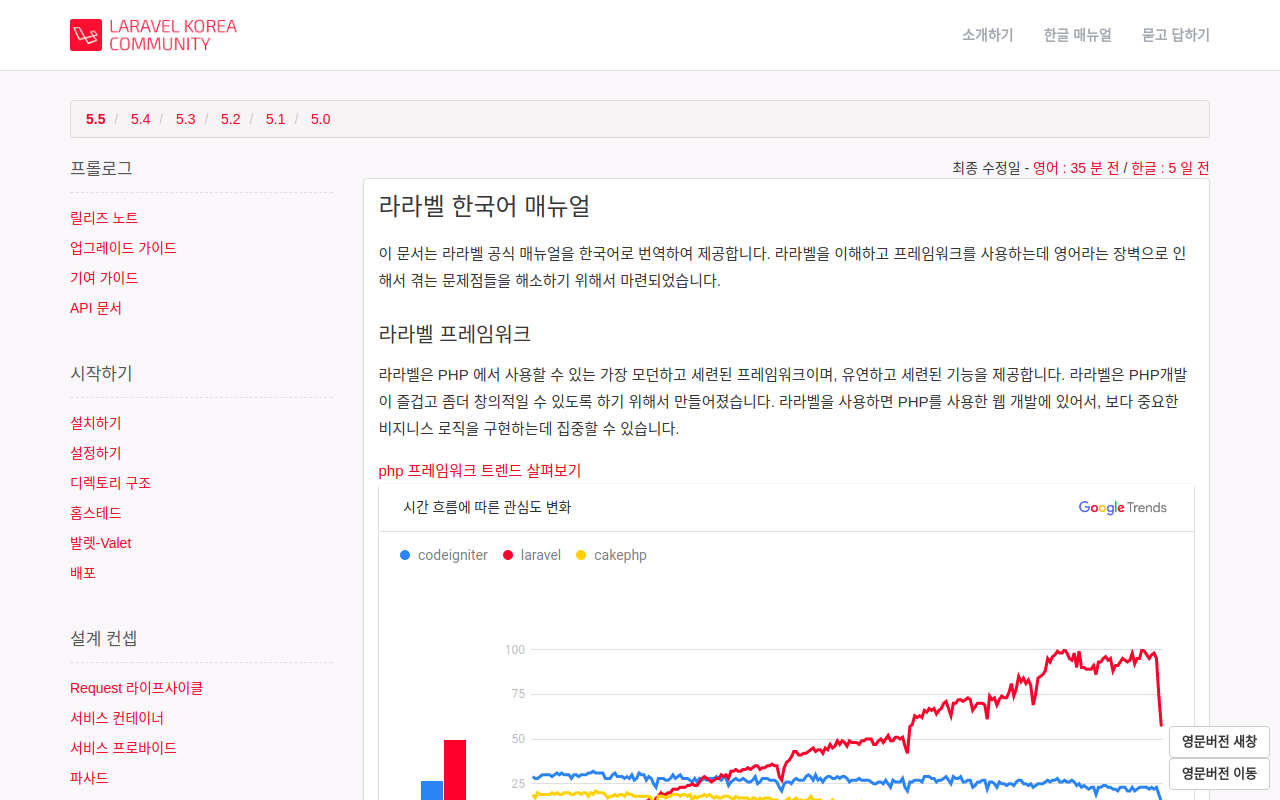 LARAVEL KOREA
COMMUNITY
소개하기 한글 매뉴얼 묻고 답하기
5.5 / 5.4 / 5.3 / 5.2 / 5.1 / 5.0
프롤로그
릴리즈 노트
업그레이드 가이드
기여 가이드
API 문서
시작하기
설치하기
설정하기
디렉토리 구조
홈스테드
발렛-Valet
배포
설계 컨셉
Request 라이프사이클
서비스 컨테이너
서비스 프로바이드
파사드
최종 수정일 - 영어 : 35 분 전 / 한글 : 5 일 전
라라벨 한국어 매뉴얼
이 문서는 라라벨 공식 매뉴얼을 한국어로 번역하여 제공합니다. 라라벨을 이해하고 프레임워크를 사용하는데 영어라는 장벽으로 인
해서 겪는 문제점들을 해소하기 위해서 마련되었습니다.
라라벨 프레임워크
라라벨은 PHP 에서 사용할 수 있는 가장 모던하고 세련된 프레임워크이며, 유연하고 세련된 기능을 제공합니다. 라라벨은 PHP개발
이 즐겁고 좀더 창의적일 수 있도록 하기 위해서 만들어졌습니다. 라라벨을 사용하면 PHP를 사용한 웹 개발에 있어서, 보다 중요한
비지니스 로직을 구현하는데 집중할 수 있습니다.
php 프레임워크 트렌드 살펴보기
시간 흐름에 따른 관심도 변화
Google Trends
codeigniter laravel cakephp
100
75
50
25
영문버전 새창
영문버전 이동